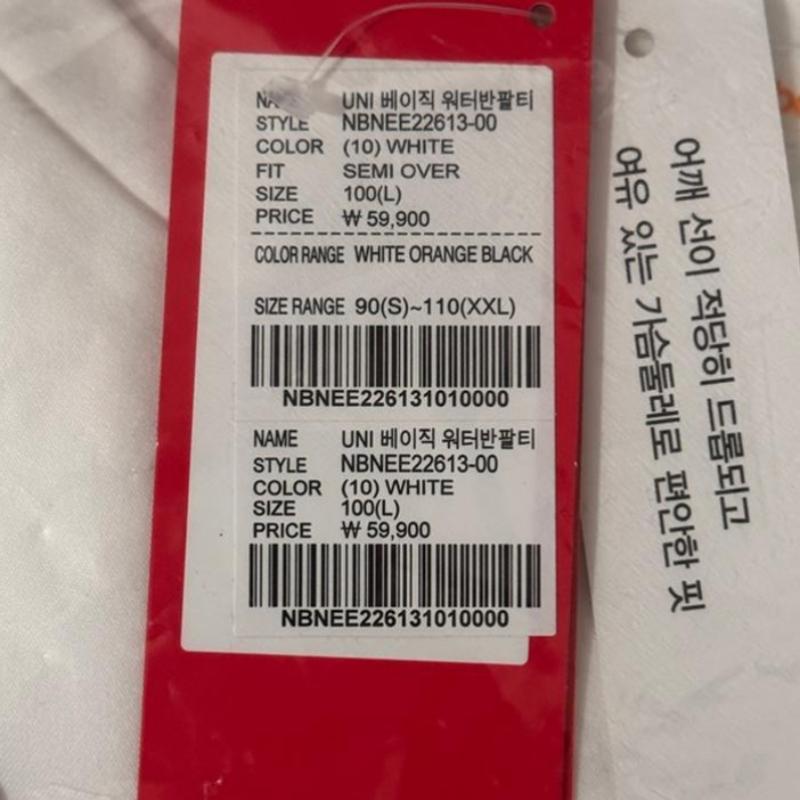 NAME UNI 베이직 워터반팔티
STYLE NBNEE22613-00
COLOR (10) WHITE
FIT SEMI OVER
SIZE 100(L)
PRICE ₩ 59,900
COLOR RANGE WHITE ORANGE BLACK
SIZE RANGE 90(S)~110(XXL)
NBNEE226131010000
NAME UNI 베이직 워터반팔티
STYLE NBNEE22613-00
COLOR (10) WHITE
SIZE 100(L)
PRICE ₩ 59,900
NBNEE226131010000
어깨 선이 적당히 드롭되고
여유 있는 가슴둘레로 편안한 핏